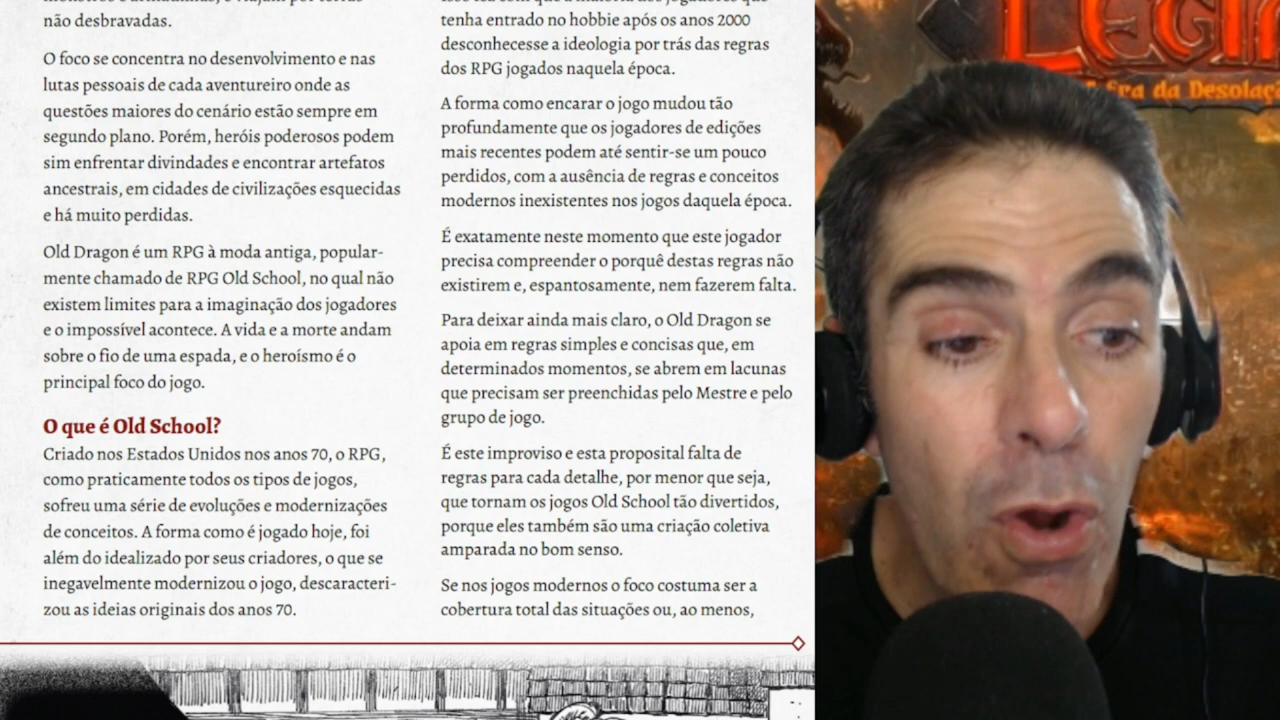 não desbravadas.
O foco se concentra no desenvolvimento e nas
lutas pessoais de cada aventureiro onde as
questões maiores do cenário estão sempre em
segundo plano. Porém, heróis poderosos podem
sim enfrentar divindades e encontrar artefatos
ancestrais, em cidades de civilizações esquecidas
e há muito perdidas.
Old Dragon é um RPG à moda antiga, popular-
mente chamado de RPG Old School, no qual não
existem limites para a imaginação dos jogadores
e o impossível acontece. A vida e a morte andam
sobre o fio de uma espada, e o heroísmo é o
principal foco do jogo.
O que é Old School?
Criado nos Estados Unidos nos anos 70, o RPG,
como praticamente todos os tipos de jogos,
sofreu uma série de evoluções e modernizações
de conceitos. A forma como é jogado hoje, foi
além do idealizado por seus criadores, o que se
inegavelmente modernizou o jogo, descaracteri-
zou as ideias originais dos anos 70.
tenha entrado no hobbie após os anos 2000
desconhecesse a ideologia por trás das regras
dos RPG jogados naquela época.
A forma como encarar o jogo mudou tão
profundamente que os jogadores de edições
mais recentes podem até sentir-se um pouco
perdidos, com a ausência de regras e conceitos
modernos inexistentes nos jogos daquela época.
É exatamente neste momento que este jogador
precisa compreender o porquê destas regras não
existirem e, espantosamente, nem fazerem falta.
Para deixar ainda mais claro, o Old Dragon se
apoia em regras simples e concisas que, em
determinados momentos, se abrem em lacunas
que precisam ser preenchidas pelo Mestre e pelo
grupo de jogo.
É este improviso e esta proposital falta de
regras para cada detalhe, por menor que seja,
que tornam os jogos Old School tão divertidos,
porque eles também são uma criação coletiva
amparada no bom senso.
Se nos jogos modernos o foco costuma ser a
cobertura total das situações ou, ao menos,
Era da Desolaçã